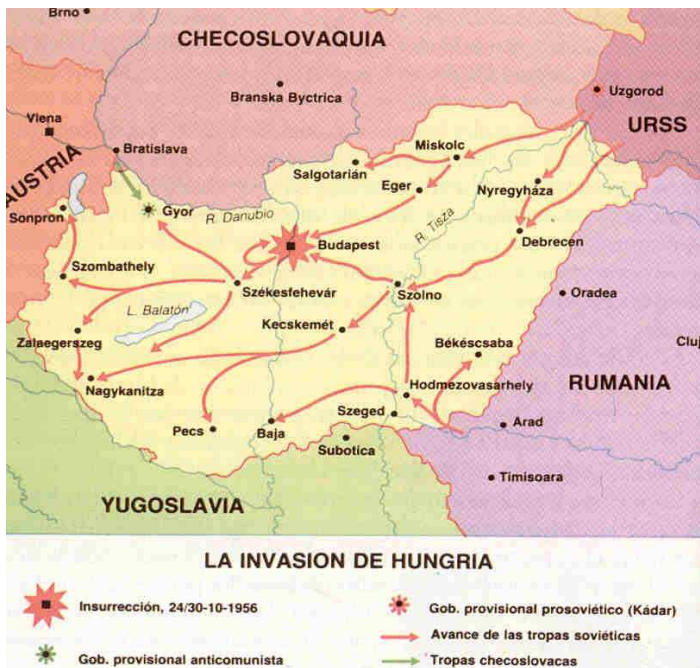 Brno
CHECOSLOVAQUIA
Branska Byctrica
Uzgorod
URSS
Viena
Bratislava
AUSTRIA
Miskolc
Salgotarián
Eger
Nyregyháza
Sonpron
Gyor
R. Danubio
R. Tisza
Budapest
Debrecen
Szombathely
Székesfehevár
Szolno
Oradea
L. Balatón
Kecskemét
Zalaegerszeg
Békéscsaba
Cluj
Nagykanitza
Hodmezovasarhely
RUMANIA
Szeged
Arad
Pecs
Baja
Subotica
Timisoara
YUGOSLAVIA
LA INVASION DE HUNGRIA
Insurrección, 24/30-10-1956
Gob. provisional prosoviético (Kádar)
Avance de las tropas soviéticas
Gob. provisional anticomunista
Tropas checoslovacas